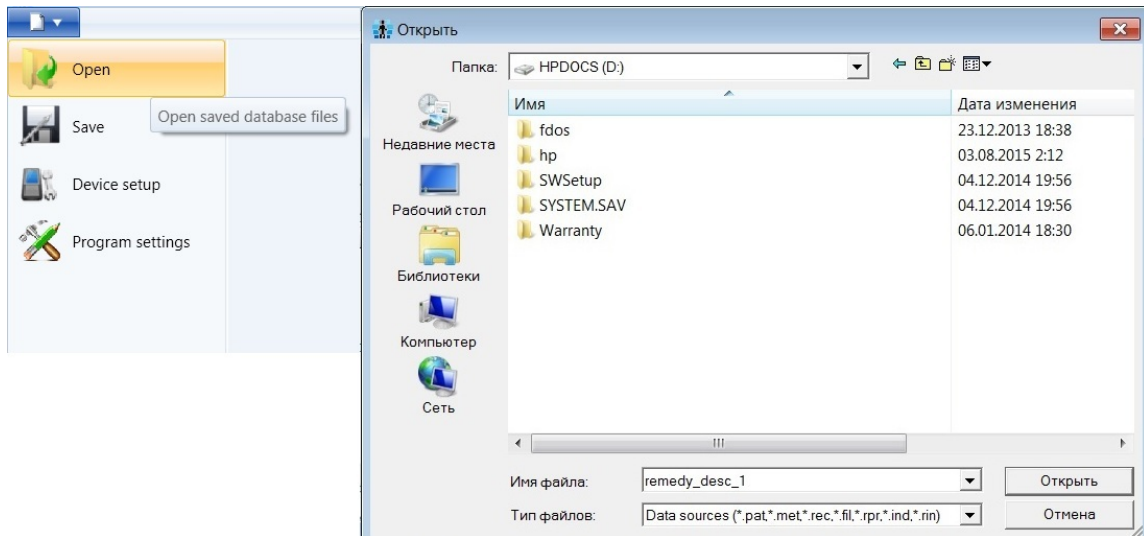 Open
Open saved database files
Save
Device setup
Program settings
Открыть
Папка: HPDOCS (D:)
Имя Дата изменения
fdos 23.12.2013 18:38
hp 03.08.2015 2:12
SWSetup 04.12.2014 19:56
SYSTEM.SAV 04.12.2014 19:56
Warranty 06.01.2014 18:30
Недавние места
Рабочий стол
Библиотеки
Компьютер
Сеть
Имя файла: remedy_desc_1 Открыть
Тип файлов: Data sources (*.pat,*.met,*.rec,*.fil,*.rpr,*.ind,*.rin) Отмена